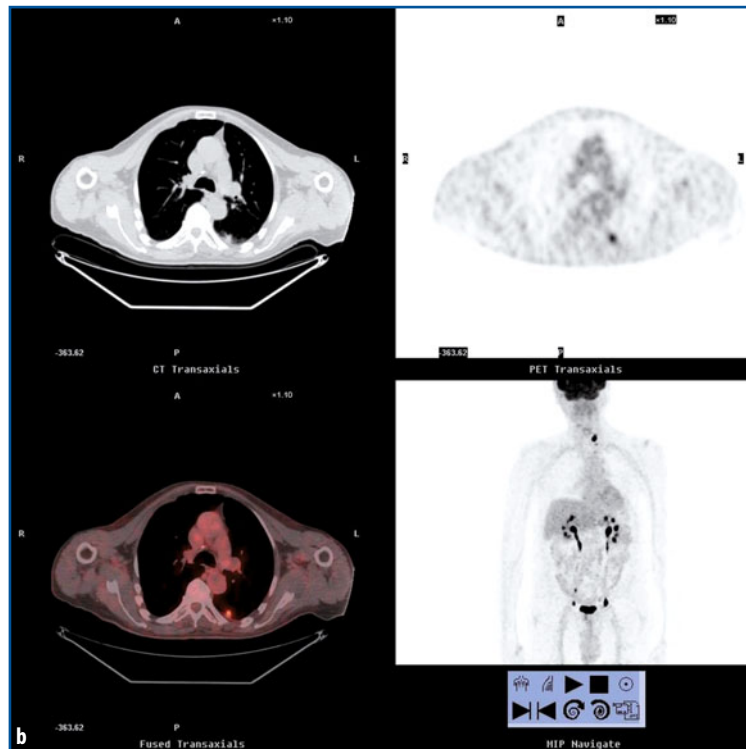 A
×1.10
R
L
-363.62
P
CT Transaxials
A
×1.10
R
L
-363.62
P
PET Transaxials
A
×1.10
R
L
-363.62
P
Fused Transaxials
MIP Navigate
b